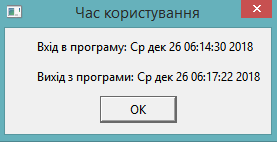 Час користування
Вхід в програму: Ср дек 26 06:14:30 2018
Вихід з програми: Ср дек 26 06:17:22 2018
OK